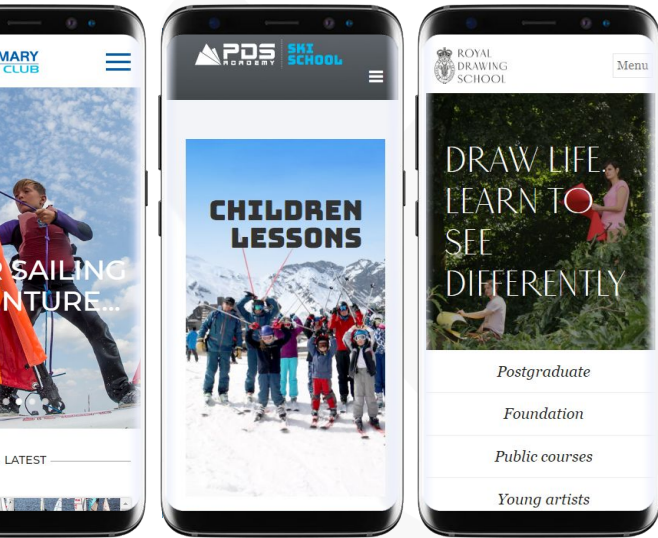 MARY
CLUB
SAILING
NTURE...
LATEST
PDS
ACADEMY
SKI
SCHOOL
CHILDREN
LESSONS
ROYAL
DRAWING
SCHOOL
Menu
DRAW LIFE.
LEARN TO
SEE
DIFFERENTLY
Postgraduate
Foundation
Public courses
Young artists